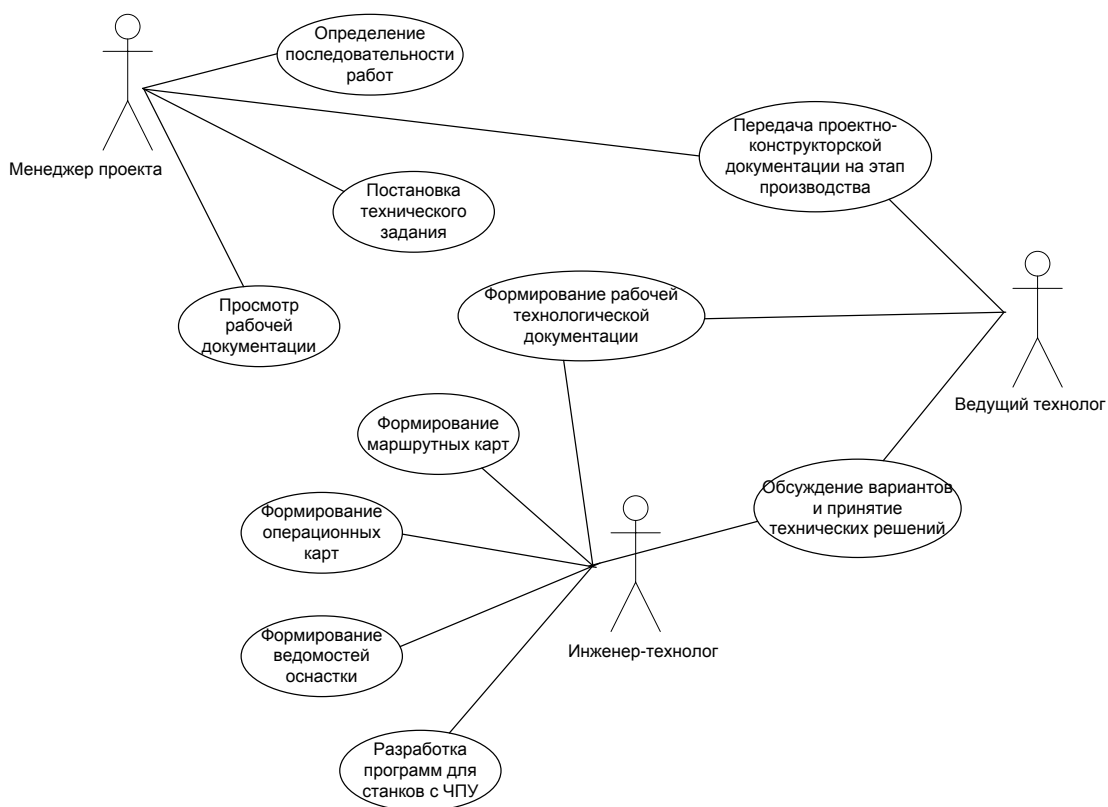 Определение
последовательности
работ
Менеджер проекта
Передача проектно-
конструкторской
документации на этап
производства
Постановка
технического
задания
Просмотр
рабочей
документации
Формирование рабочей
технологической
документации
Ведущий технолог
Формирование
маршрутных карт
Обсуждение вариантов
и принятие
технических решений
Формирование
операционных
карт
Формирование
ведомостей
оснастки
Инженер-технолог
Разработка
программ для
станков с ЧПУ